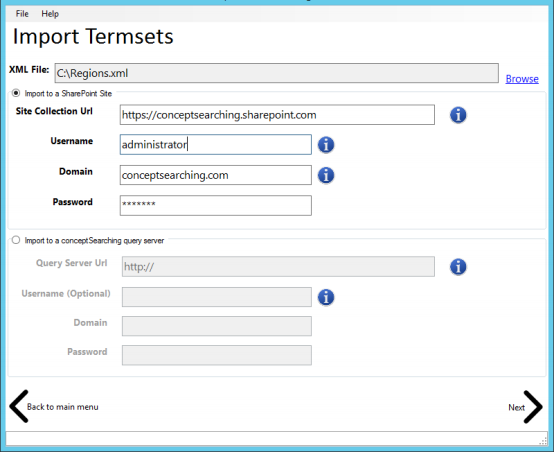 File Help
Import Termsets
XML File: C:\Regions.xml
Browse
Import to a SharePoint Site
Site Collection Url https://conceptsearching.sharepoint.com
Username administrator
Domain conceptsearching.com
Password *******
Import to a conceptSearching query server
Query Server Url http://
Username (Optional)
Domain
Password
Back to main menu Next